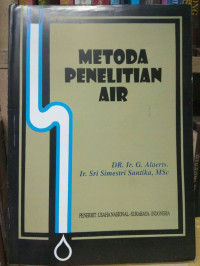 METODA
PENELITIAN
AIR
DR. Ir. G. Alaerts.
Ir. Sri Simestri Santika, MSc
PENERBIT USAHA NASIONAL SURABAYA INDONESIA